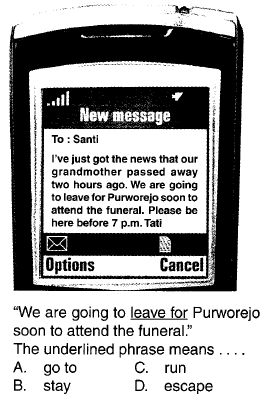 New message
To : Santi
I've just got the news that our
grandmother passed away
two hours ago. We are going
to leave for Purworejo soon to
attend the funeral. Please be
here before 7 p.m. Tati
Options Cancel
“We are going to leave for Purworejo
soon to attend the funeral.”
The underlined phrase means . . . .
A. go to C. run
B. stay D. escape